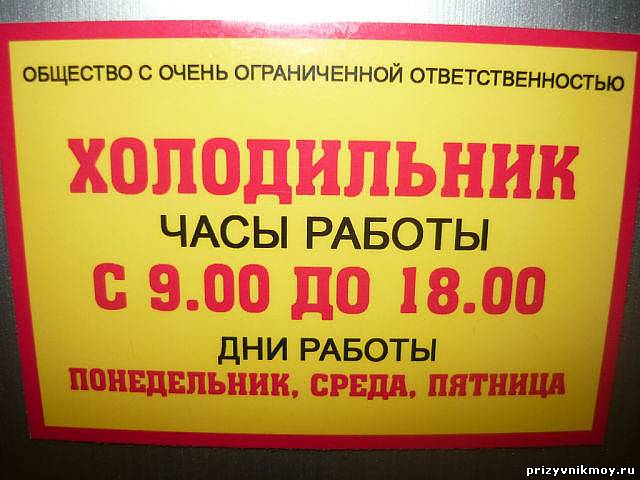 ОБЩЕСТВО С ОЧЕНЬ ОГРАНИЧЕННОЙ ОТВЕТСТВЕННОСТЬЮ
ХОЛОДИЛЬНИК
ЧАСЫ РАБОТЫ
С 9.00 ДО 18.00
ДНИ РАБОТЫ
ПОНЕДЕЛЬНИК, СРЕДА, ПЯТНИЦА
prizyvnikmoy.ru